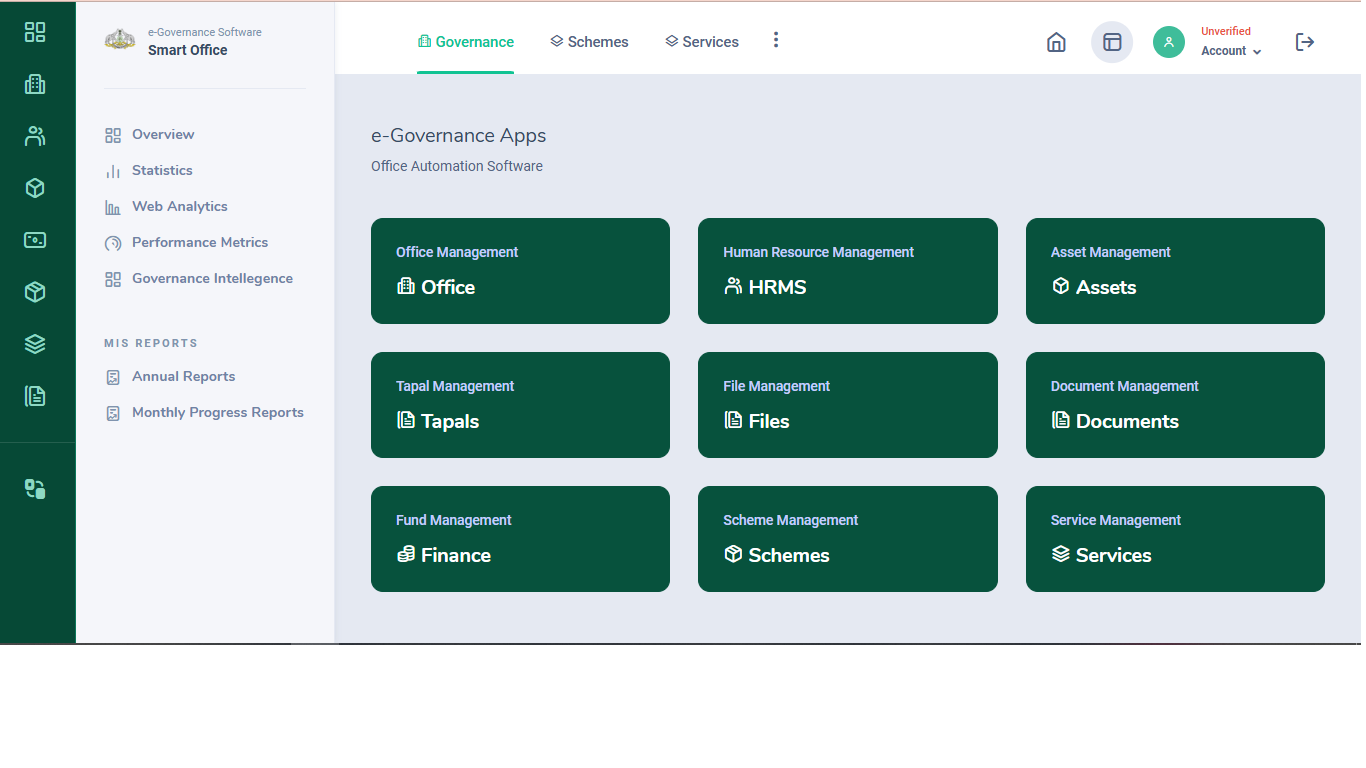 e-Governance Software
Smart Office
Overview
Statistics
Web Analytics
Performance Metrics
Governance Intellegence
MIS REPORTS
Annual Reports
Monthly Progress Reports
Governance
Schemes
Services
Unverified
Account
e-Governance Apps
Office Automation Software
Office Management
Office
Human Resource Management
HRMS
Asset Management
Assets
Tapal Management
Tapals
File Management
Files
Document Management
Documents
Fund Management
Finance
Scheme Management
Schemes
Service Management
Services